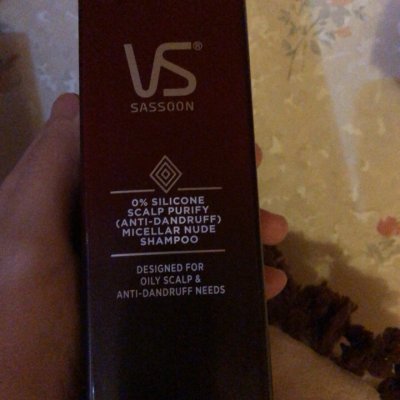 VS®
SASSOON
0% SILICONE
SCALP PURIFY
(ANTI-DANDRUFF)
MICELLAR NUDE
SHAMPOO
DESIGNED FOR
OILY SCALP &
ANTI-DANDRUFF NEEDS